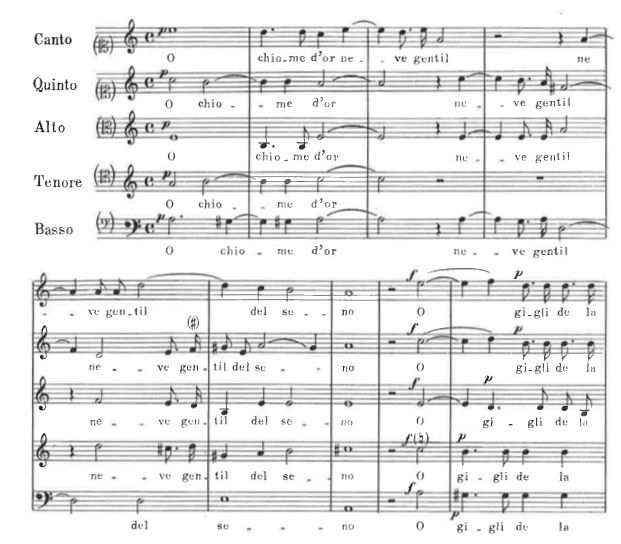 Canto
O chio-me d'or ne - ve gentil ne
Quinto
O chio - - me d'or ne - - ve gentil
Alto
O chio - me d'or ne - - ve gentil
Tenore
O chio - - me d'or
Basso
O chio - - me d'or ne - - ve gentil
- ve gen-til del se - - no O gi-gli de la
ne - - ve gen-til del se - - no O gi-gli de la
ne - - ve gen-til del se - - no O gi - gli de la
ne - - ve gen-til del se - - no O gi-gli de la
del se - - no O gi-gli de la